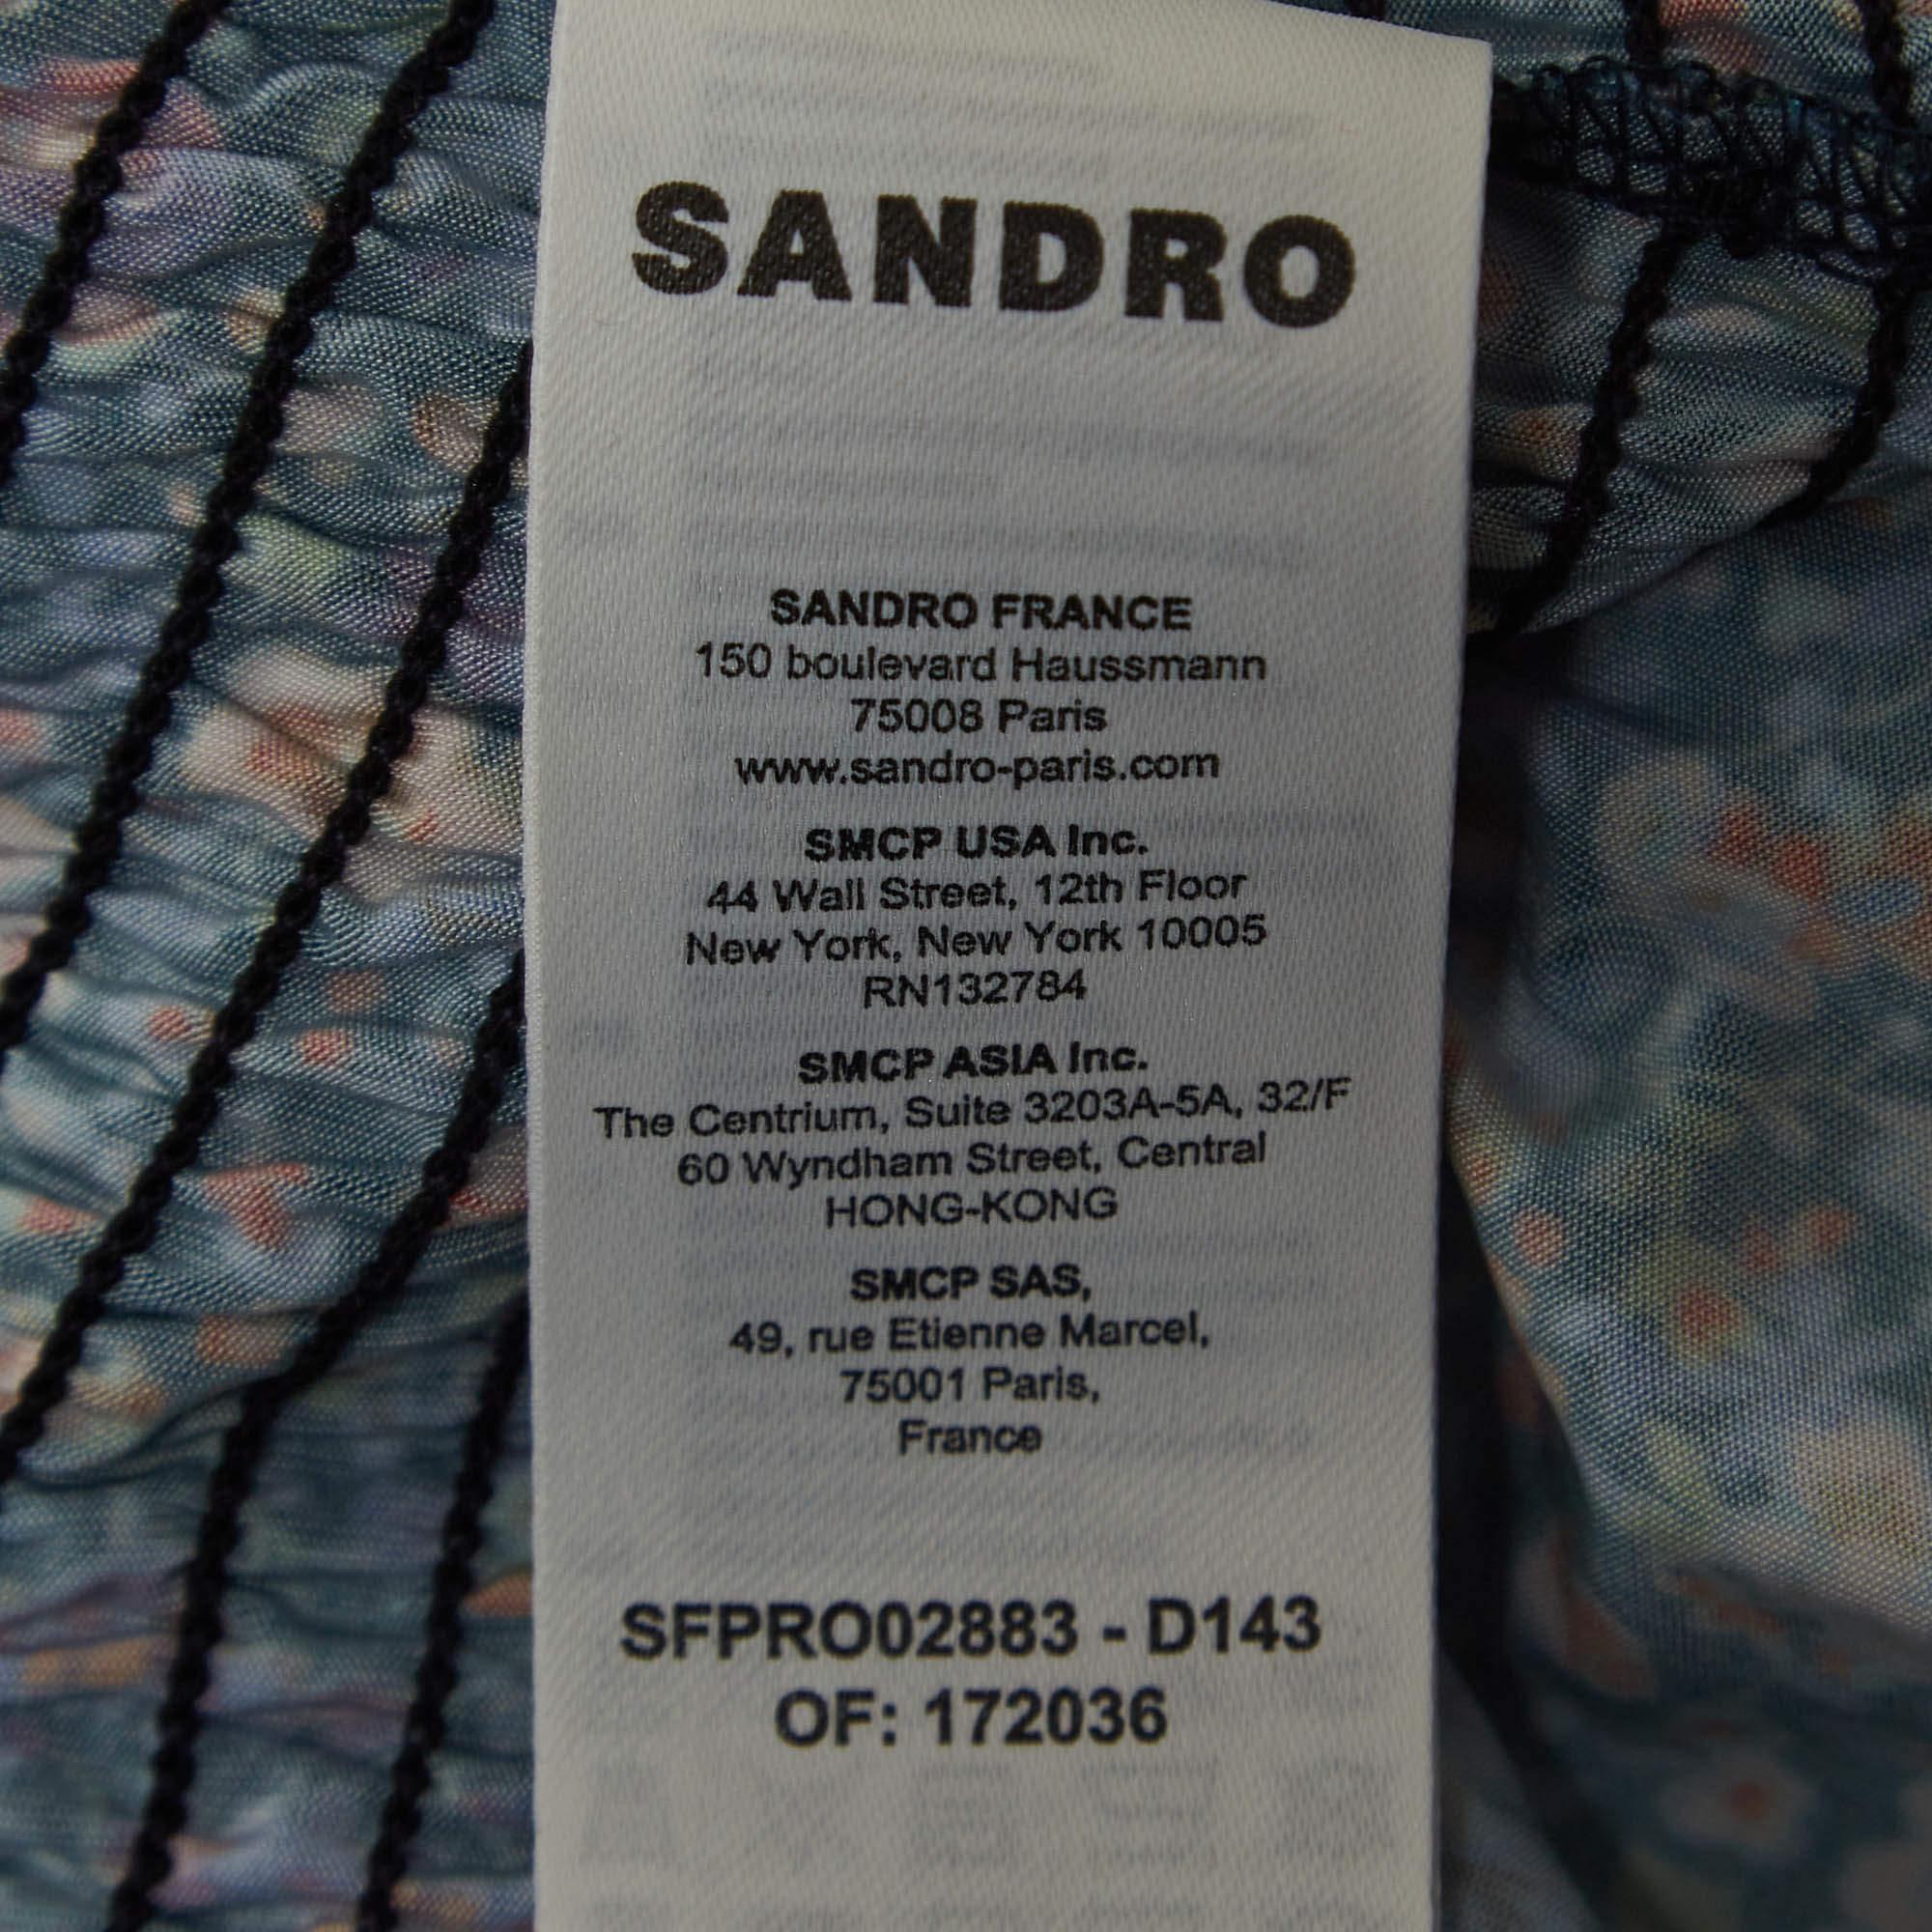 SANDRO
SANDRO FRANCE
150 boulevard Haussmann
75008 Paris
www.sandro-paris.com
SMCP USA Inc.
44 Wall Street, 12th Floor
New York, New York 10005
RN132784
SMCP ASIA Inc.
The Centrium, Suite 3203A-5A, 32/F
60 Wyndham Street, Central
HONG-KONG
SMCP SAS,
49, rue Etienne Marcel,
75001 Paris,
France
SFPRO02883 - D143
OF: 172036